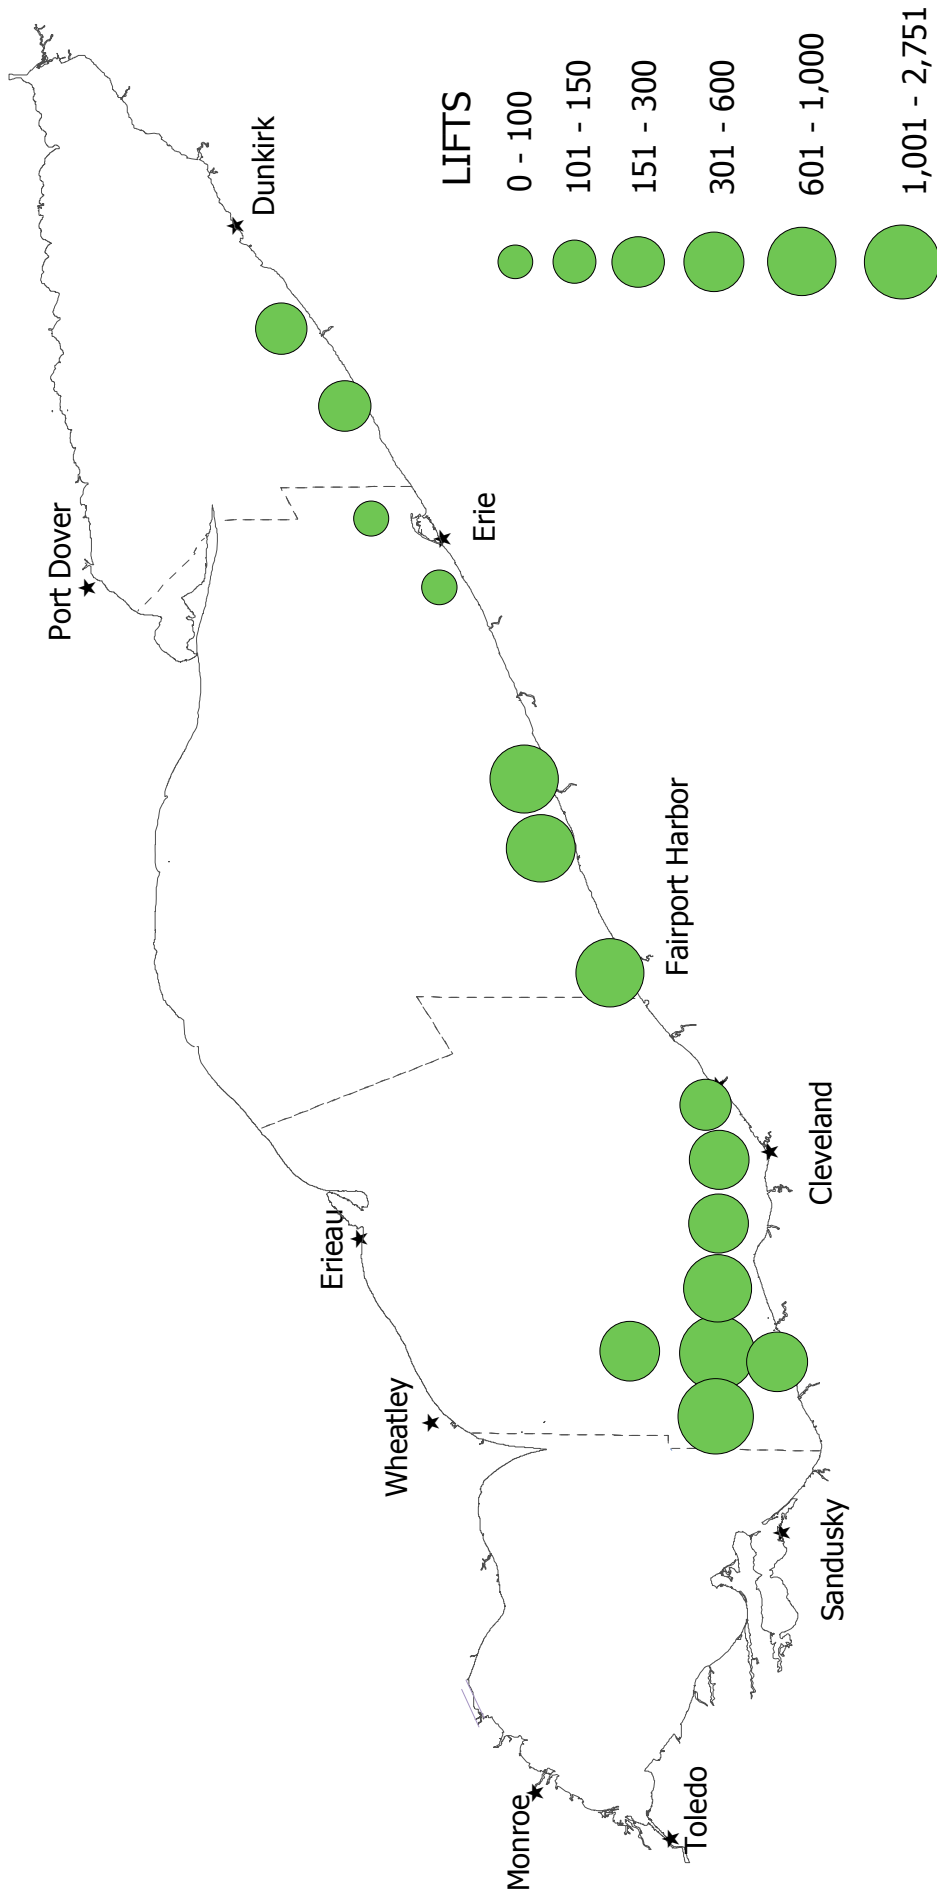 Port Dover
Dunkirk
Erie
Erieau
Wheatley
Fairport Harbor
Cleveland
Sandusky
Monroe
Toledo
LIFTS
0 - 100
101 - 150
151 - 300
301 - 600
601 - 1,000
1,001 - 2,751